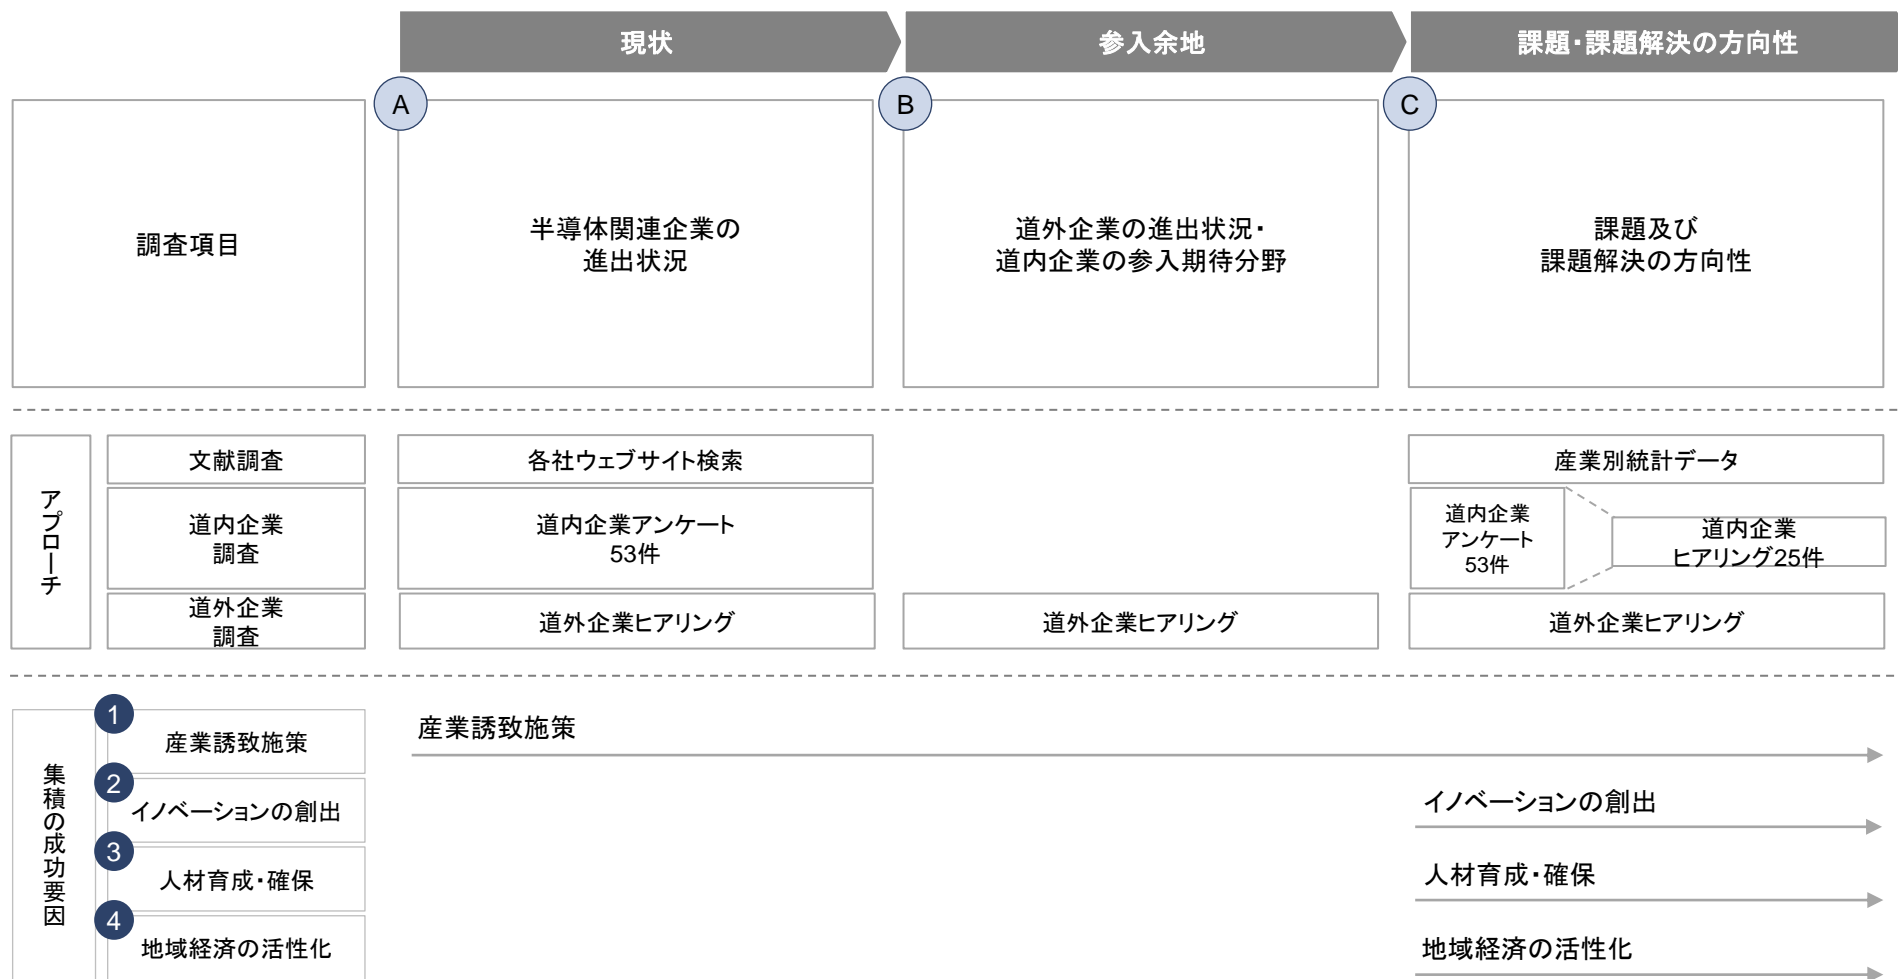 現状
参入余地
課題・課題解決の方向性
A
B
C
調査項目
半導体関連企業の
進出状況
道外企業の進出状況・
道内企業の参入期待分野
課題及び
課題解決の方向性
アプローチ
文献調査
各社ウェブサイト検索
産業別統計データ
道内企業
調査
道内企業アンケート
53件
道内企業
アンケート
53件
道内企業
ヒアリング25件
道外企業
調査
道外企業ヒアリング
道外企業ヒアリング
道外企業ヒアリング
集積の成功要因
1
産業誘致施策
産業誘致施策
2
イノベーションの創出
イノベーションの創出
3
人材育成・確保
人材育成・確保
4
地域経済の活性化
地域経済の活性化